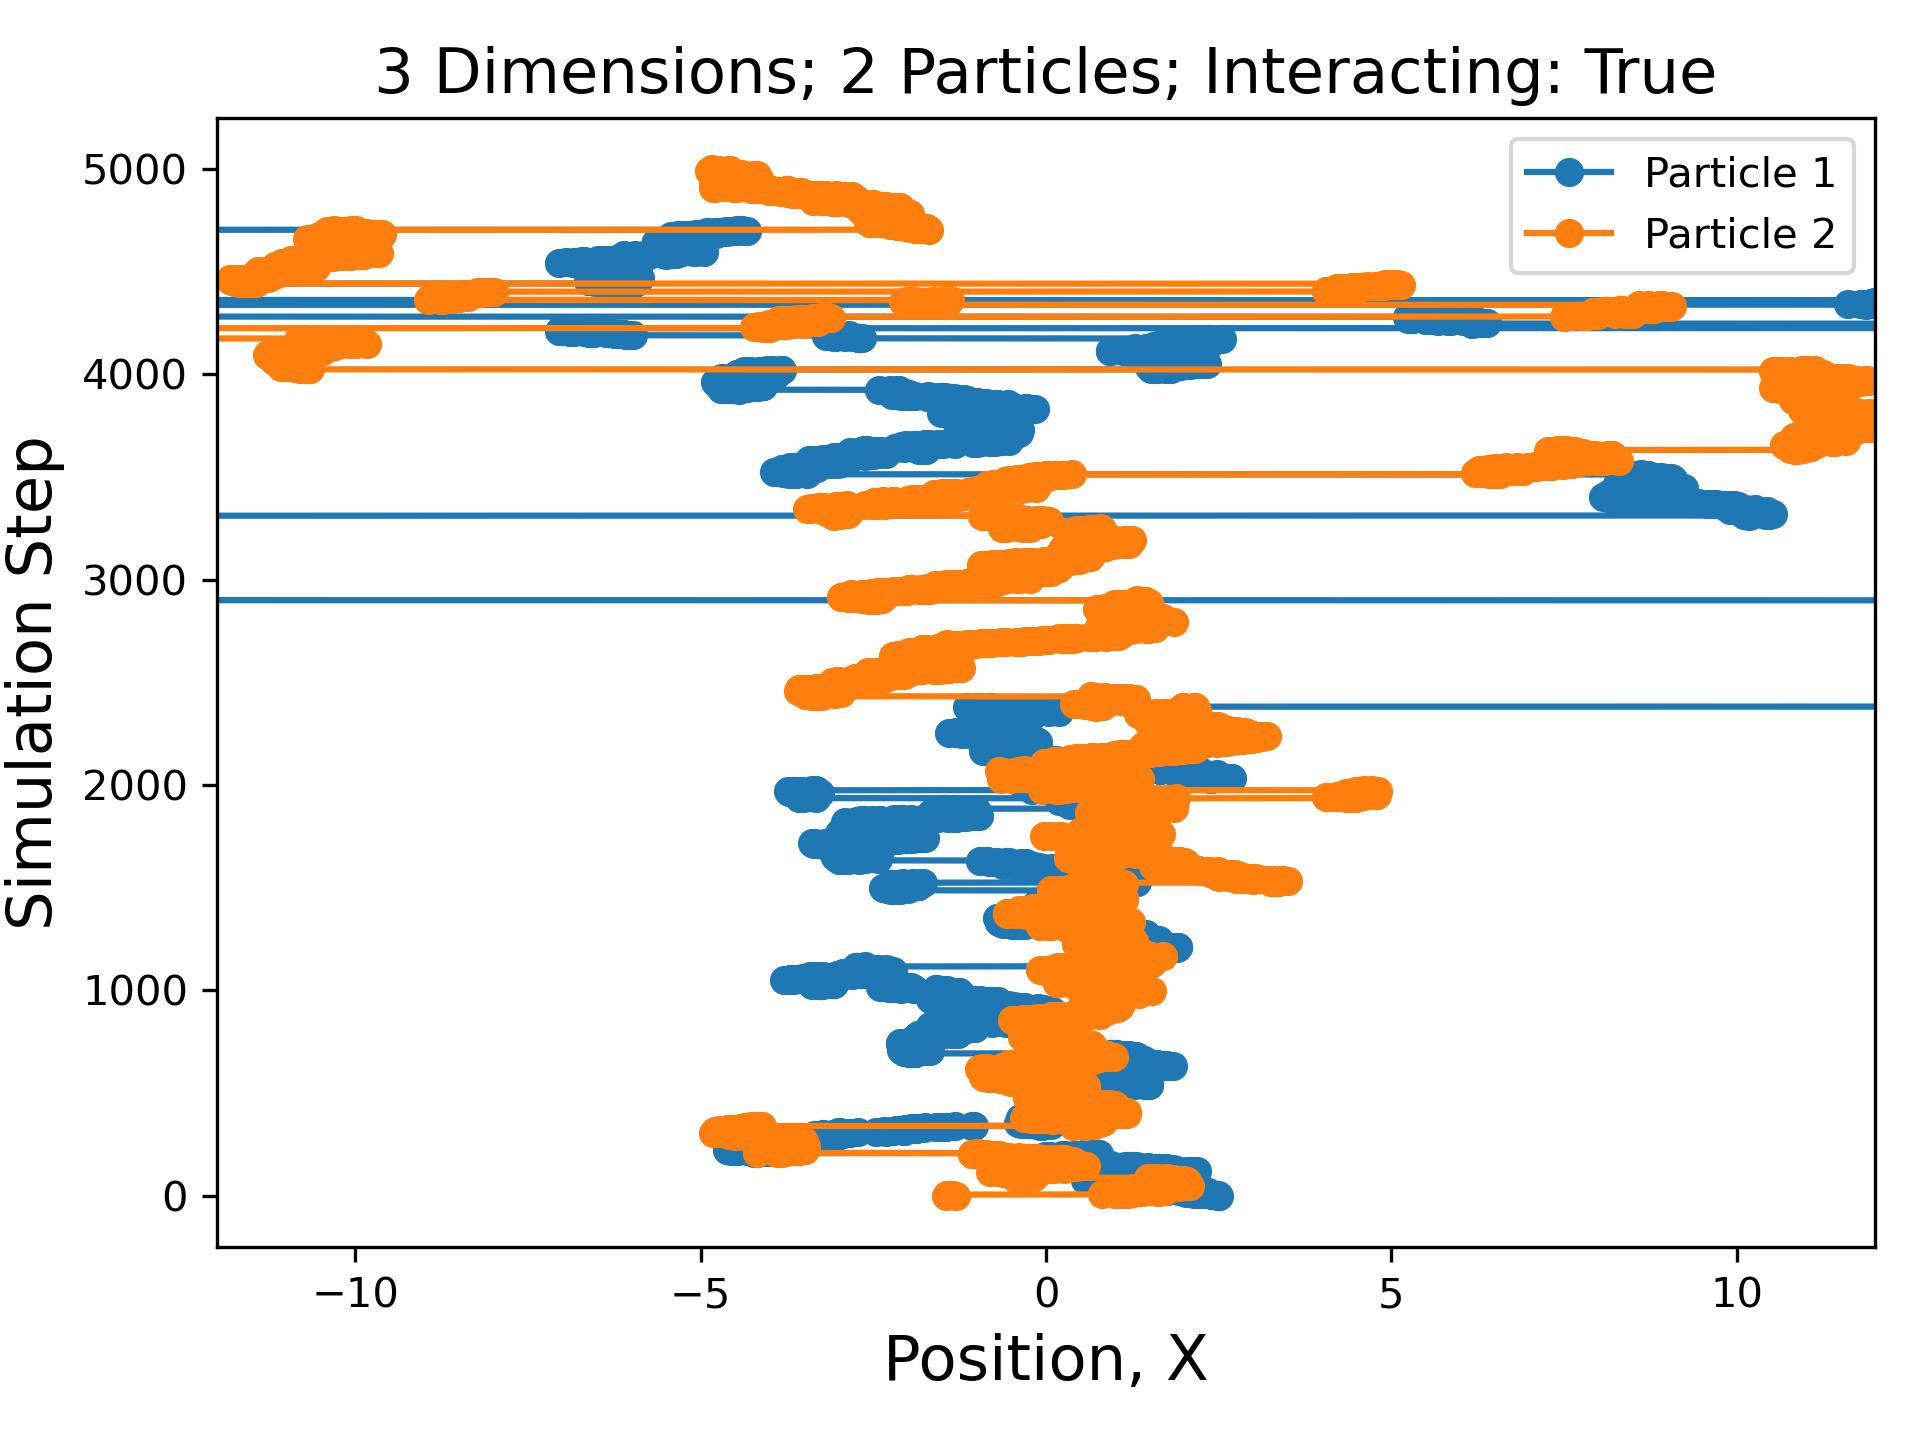 3 Dimensions; 2 Particles; Interacting: True
Particle 1
Particle 2
Simulation Step
5000
4000
3000
2000
1000
0
−10
−5
0
5
10
Position, X